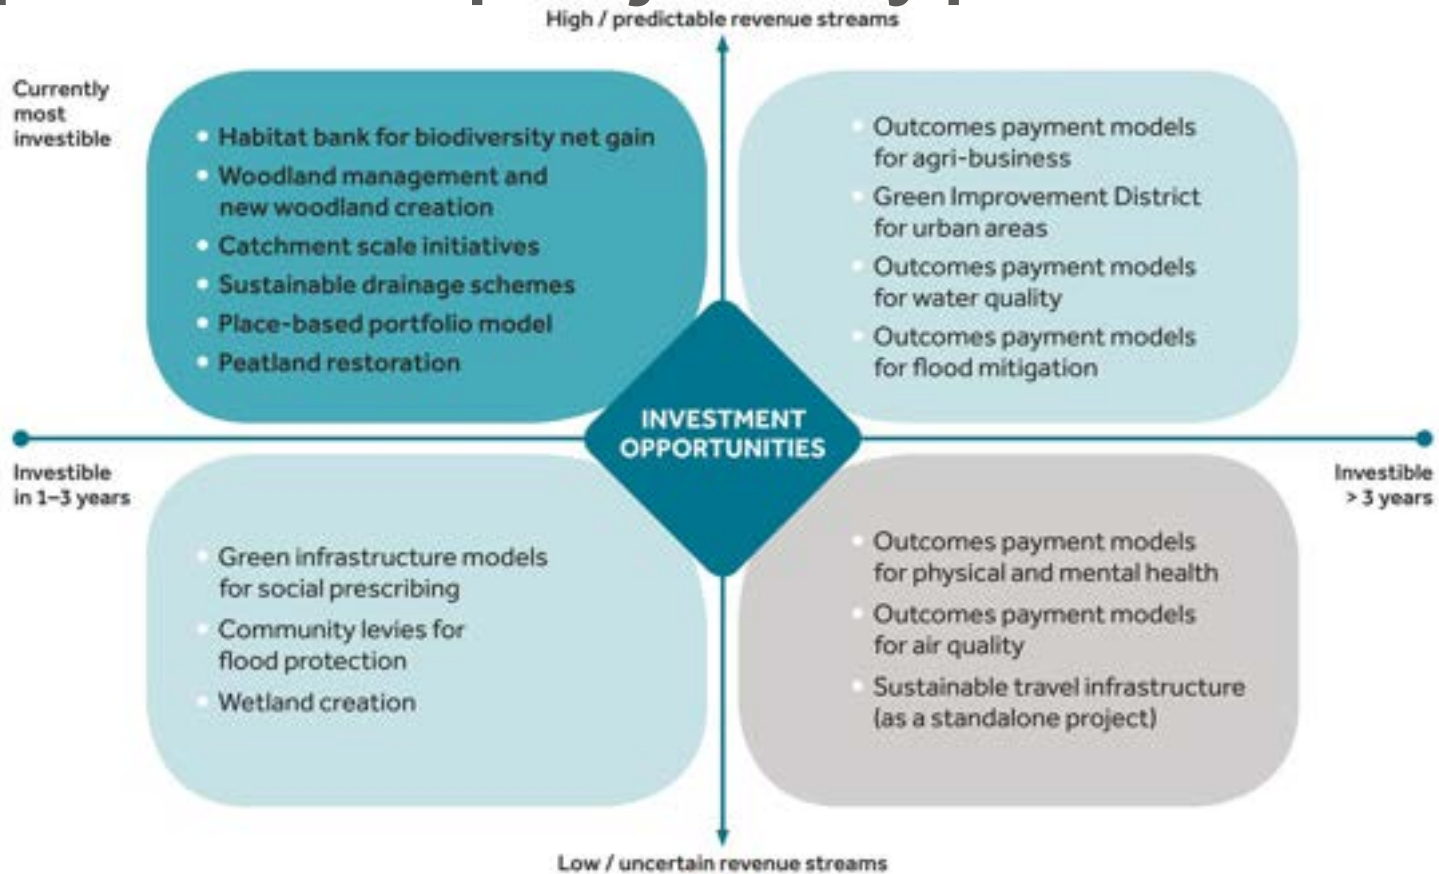 High / predictable revenue streams
Currently
most
investible
• Habitat bank for biodiversity net gain
• Woodland management and
new woodland creation
• Catchment scale initiatives
• Sustainable drainage schemes
• Place-based portfolio model
• Peatland restoration
• Outcomes payment models
for agri-business
• Green Improvement District
for urban areas
• Outcomes payment models
for water quality
• Outcomes payment models
for flood mitigation
INVESTMENT
OPPORTUNITIES
Investible
in 1–3 years
Investible
> 3 years
• Green infrastructure models
for social prescribing
• Community levies for
flood protection
• Wetland creation
• Outcomes payment models
for physical and mental health
• Outcomes payment models
for air quality
• Sustainable travel infrastructure
(as a standalone project)
Low / uncertain revenue streams